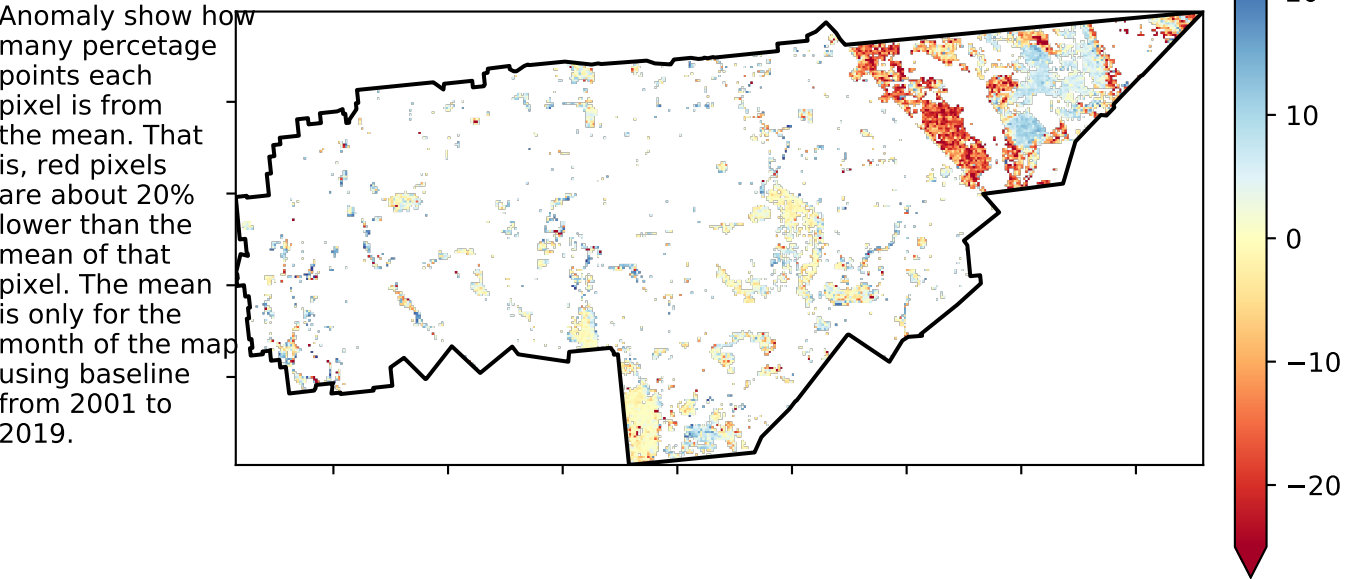 Anomaly show how
many percetage
points each
pixel is from
the mean. That
is, red pixels
are about 20%
lower than the
mean of that
pixel. The mean
is only for the
month of the map
using baseline
from 2001 to
2019.
10
0
−10
−20